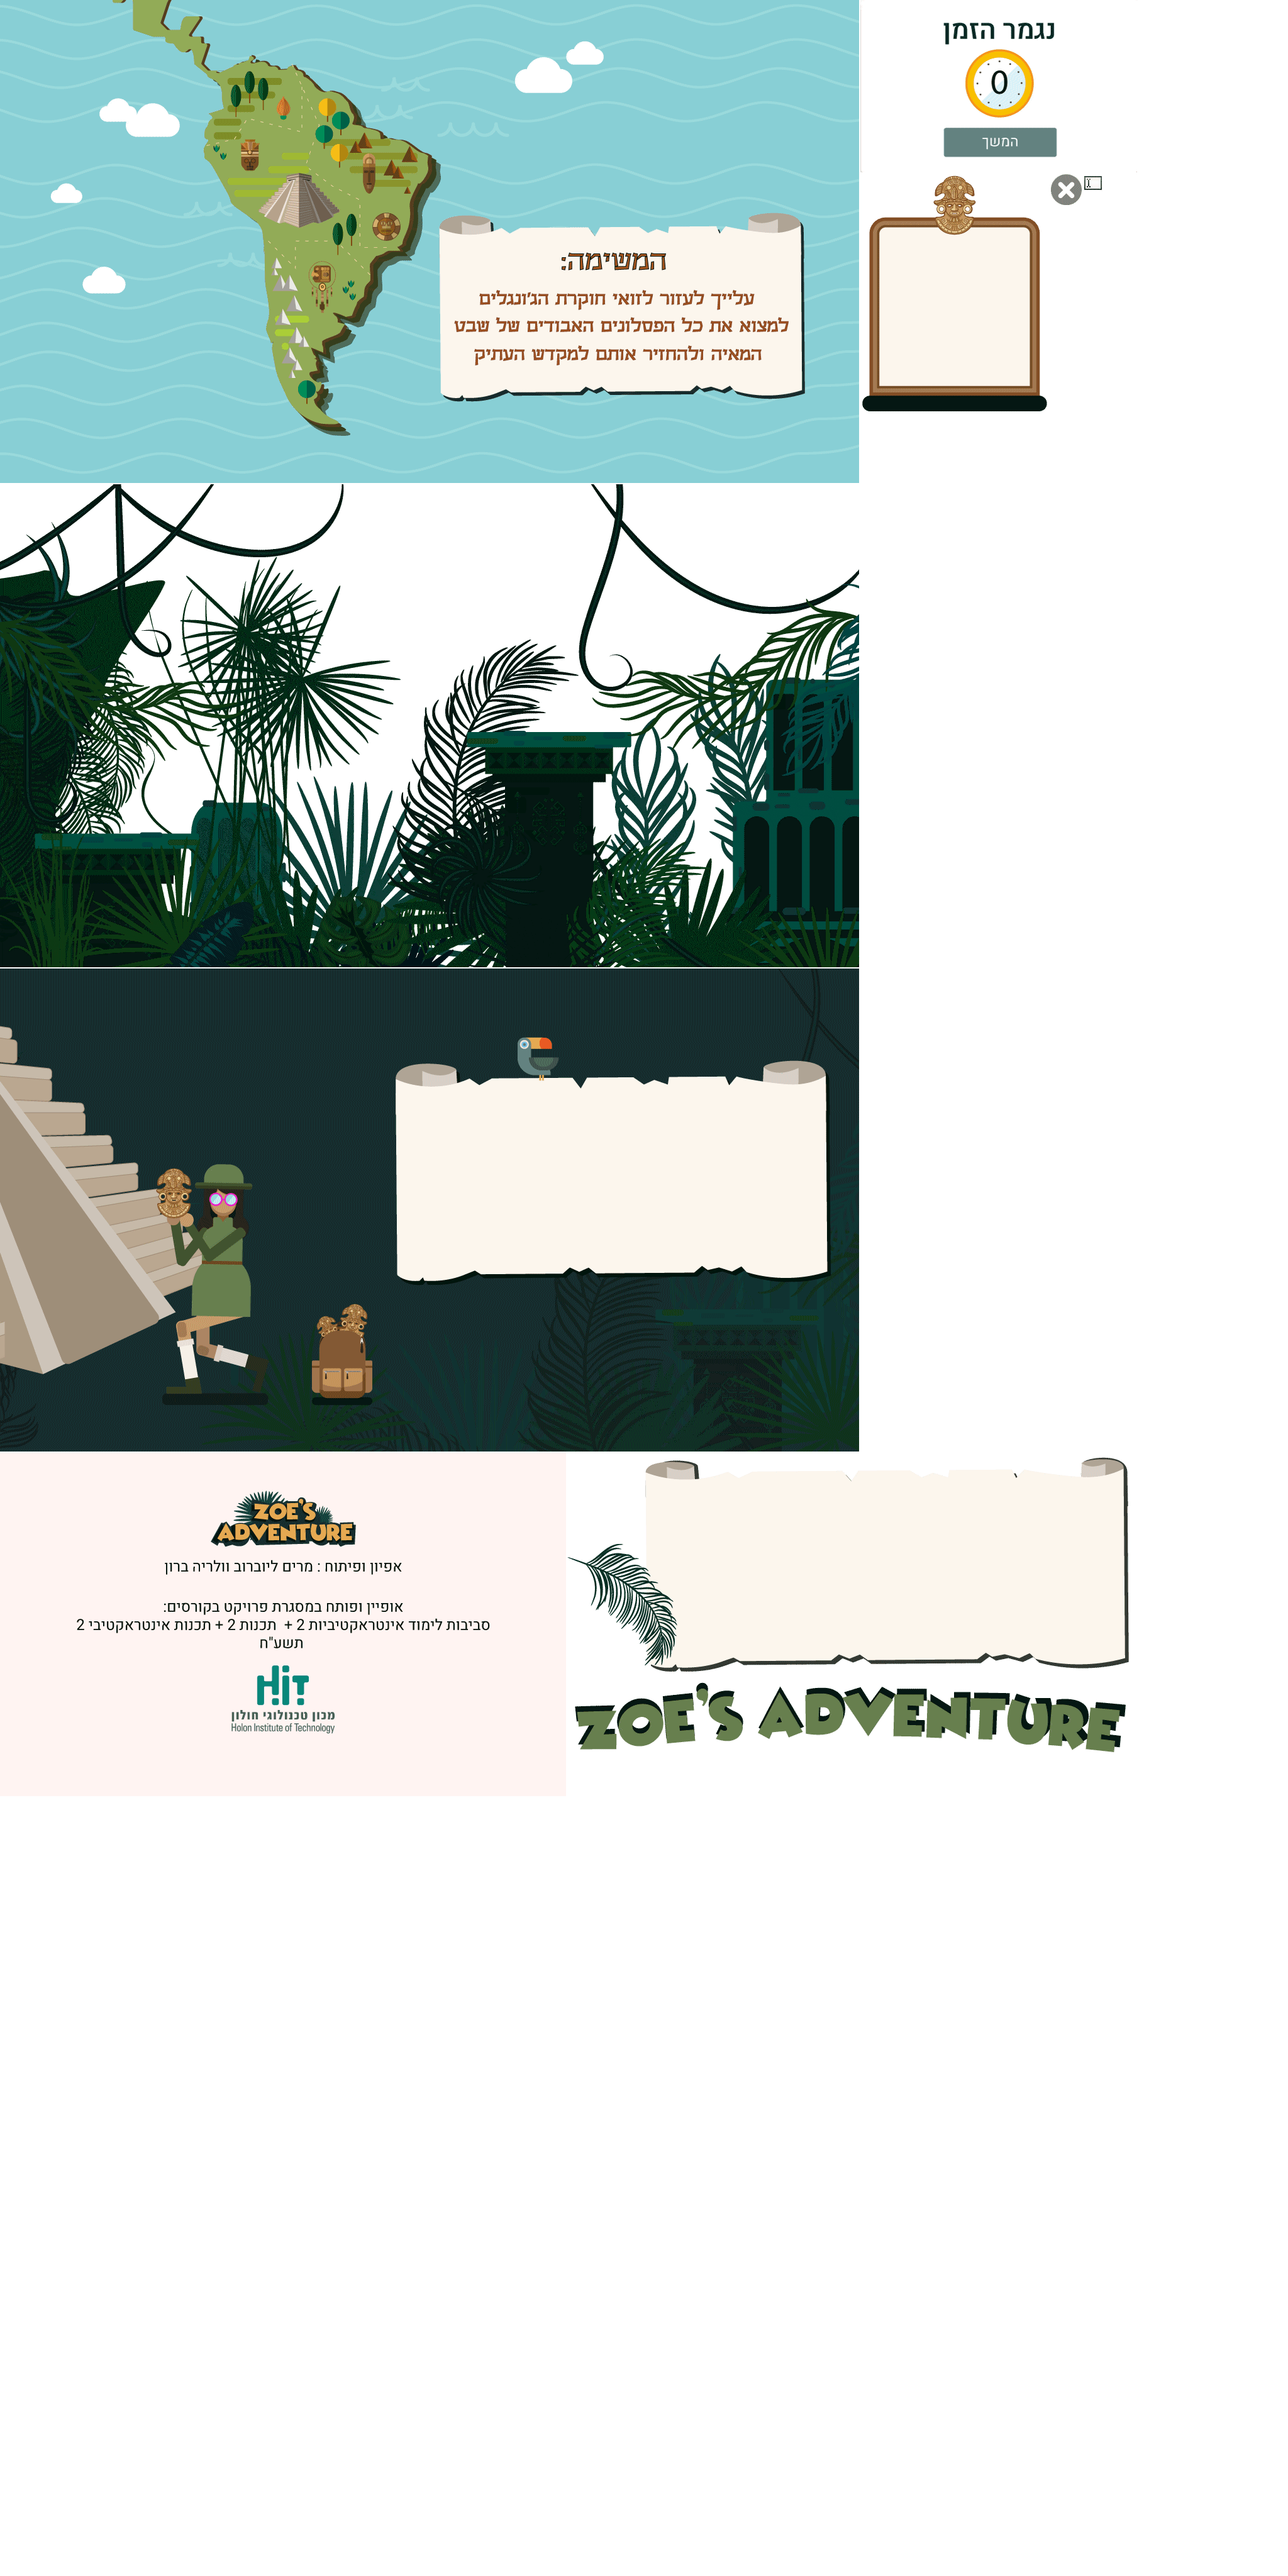 נגמר הזמן
0
המשך
המשימה:
עלייך לעזור לזואי חוקרת הג'ונגלים
למצוא את כל הפסלונים האבודים של שבט
המאיה ולהחזיר אותם למקדש העתיק
ZOE'S
ADVENTURE
אפיון ופיתוח : מרים ליוברוב וולריה ברון
אופיין ופותח במסגרת פרויקט בקורסים:
סביבות לימוד אינטראקטיביות 2 + תכנות 2 + תכנות אינטראקטיבי 2
תשע"ח
HiT
מכון טכנולוגי חולון
Holon Institute of Technology
ZOE'S ADVENTURE